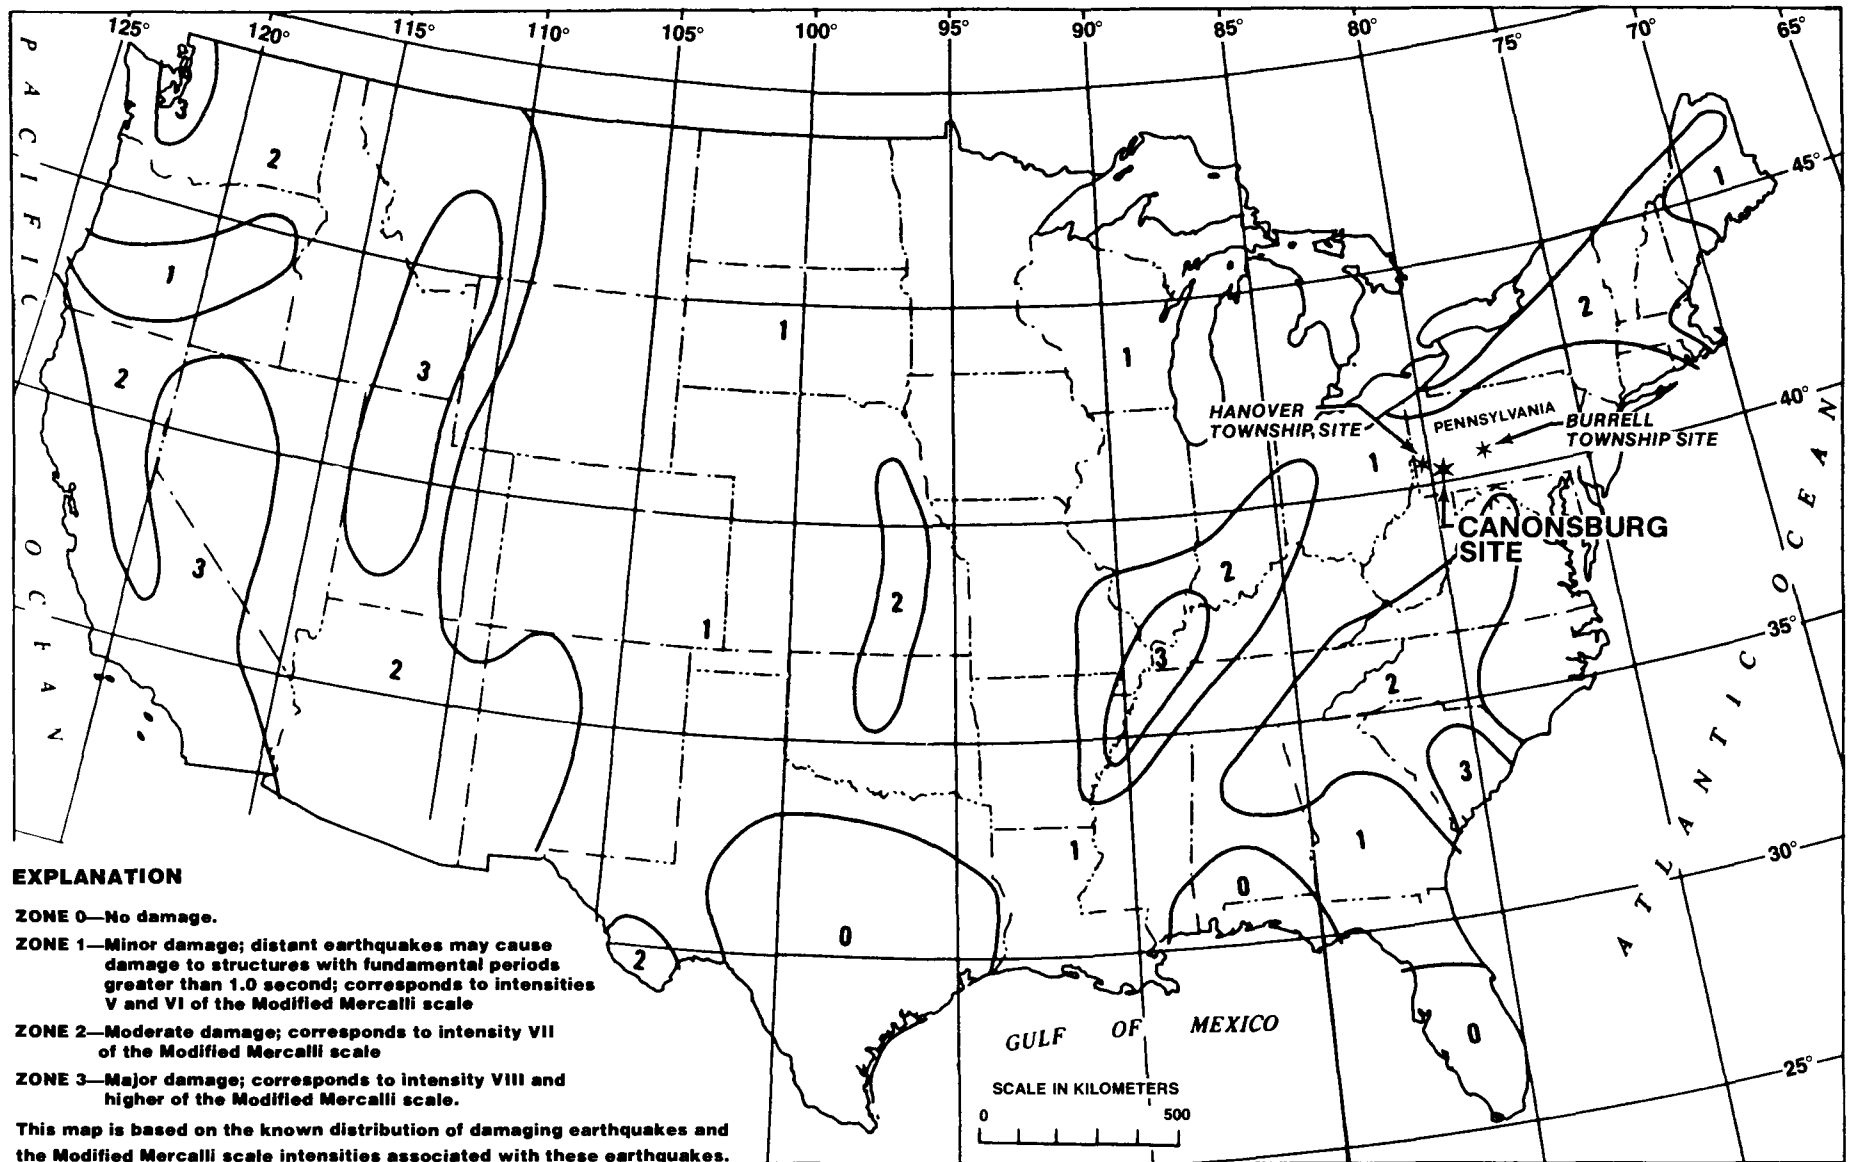 125°
120°
115°
110°
105°
100°
95°
90°
85°
80°
75°
70°
65°
PACIFIC
OCEAN
3
2
1
45°
1
1
2
2
3
1
1
HANOVER
TOWNSHIP SITE
PENNSYLVANIA
BURRELL
TOWNSHIP SITE
40°
1
CANONSBURG
SITE
3
2
2
1
2
3
2
35°
3
1
1
0
0
2
0
30°
25°
ATLANTIC OCEAN
GULF OF MEXICO
SCALE IN KILOMETERS
0 500
EXPLANATION
ZONE 0—No damage.
ZONE 1—Minor damage; distant earthquakes may cause
damage to structures with fundamental periods
greater than 1.0 second; corresponds to intensities
V and VI of the Modified Mercalli scale
ZONE 2—Moderate damage; corresponds to intensity VII
of the Modified Mercalli scale
ZONE 3—Major damage; corresponds to intensity VIII and
higher of the Modified Mercalli scale.
This map is based on the known distribution of damaging earthquakes and
the Modified Mercalli scale intensities associated with these earthquakes.